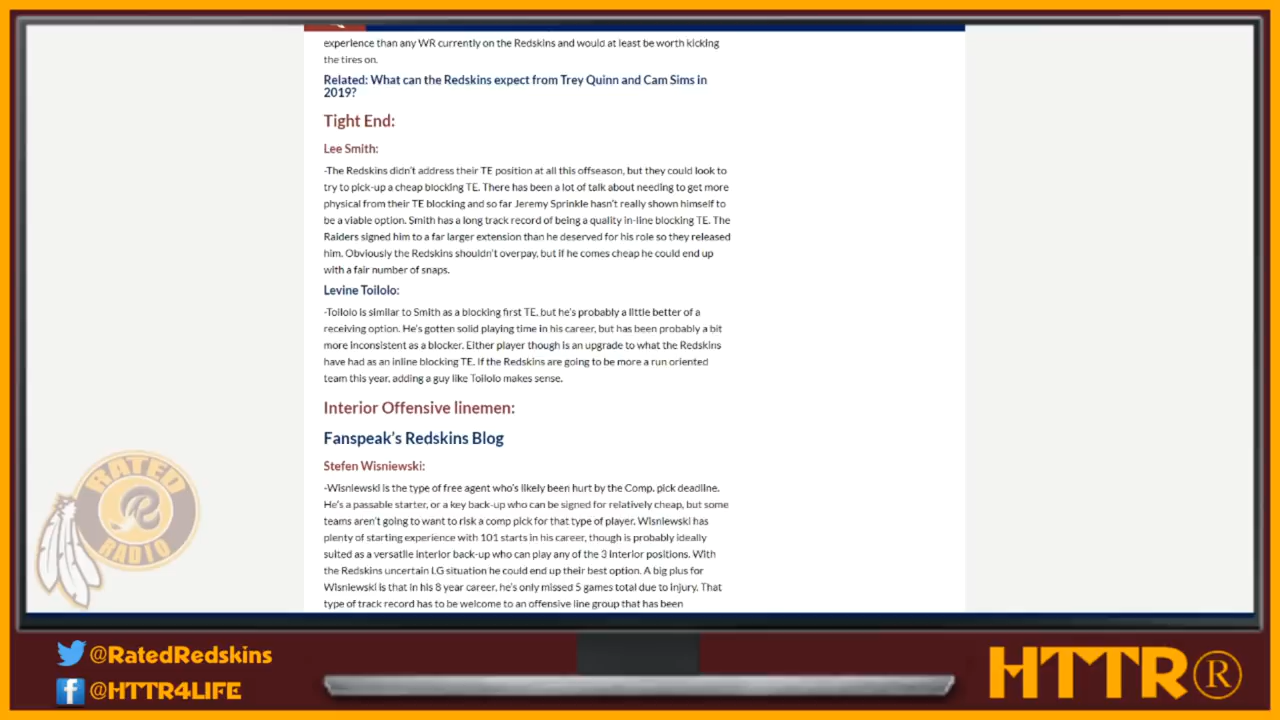 experience than any WR currently on the Redskins and would at least be worth kicking
the tires on.
Related: What can the Redskins expect from Trey Quinn and Cam Sims in
2019?
Tight End:
Lee Smith:
-The Redskins didn't address their TE position at all this offseason, but they could look to
try to pick-up a cheap blocking TE. There has been a lot of talk about needing to get more
physical from their TE blocking and so far Jeremy Sprinkle hasn't really shown himself to
be a viable option. Smith has a long track record of being a quality in-line blocking TE. The
Raiders signed him to a far larger extension than he deserved for his role so they released
him. Obviously the Redskins shouldn't overpay, but if he comes cheap he could end up
with a fair number of snaps.
Levine Toilolo:
-Toilolo is similar to Smith as a blocking first TE, but he's probably a little better of a
receiving option. He's gotten solid playing time in his career, but has been probably a bit
more inconsistent as a blocker. Either player though is an upgrade to what the Redskins
have had as an inline blocking TE. If the Redskins are going to be more a run oriented
team this year, adding a guy like Toilolo makes sense.
Interior Offensive linemen:
Fanspeak's Redskins Blog
Stefen Wisniewski:
-Wisniewski is the type of free agent who's likely been hurt by the Comp. pick deadline.
He's a passable starter, or a key back-up who can be signed for relatively cheap, but some
teams aren't going to want to risk a comp pick for that type of player. Wisniewski has
plenty of starting experience with 101 starts in his career, though is probably ideally
suited as a versatile interior back-up who can play any of the 3 interior positions. With
the Redskins uncertain LG situation he could end up their best option. A big plus for
Wisniewski is that in his 8 year career, he's only missed 5 games total due to injury. That
type of track record has to be welcome to an offensive line group that has been
RATED
R
RADIO
@RatedRedskins
@HTTR4LIFE
HTTR®